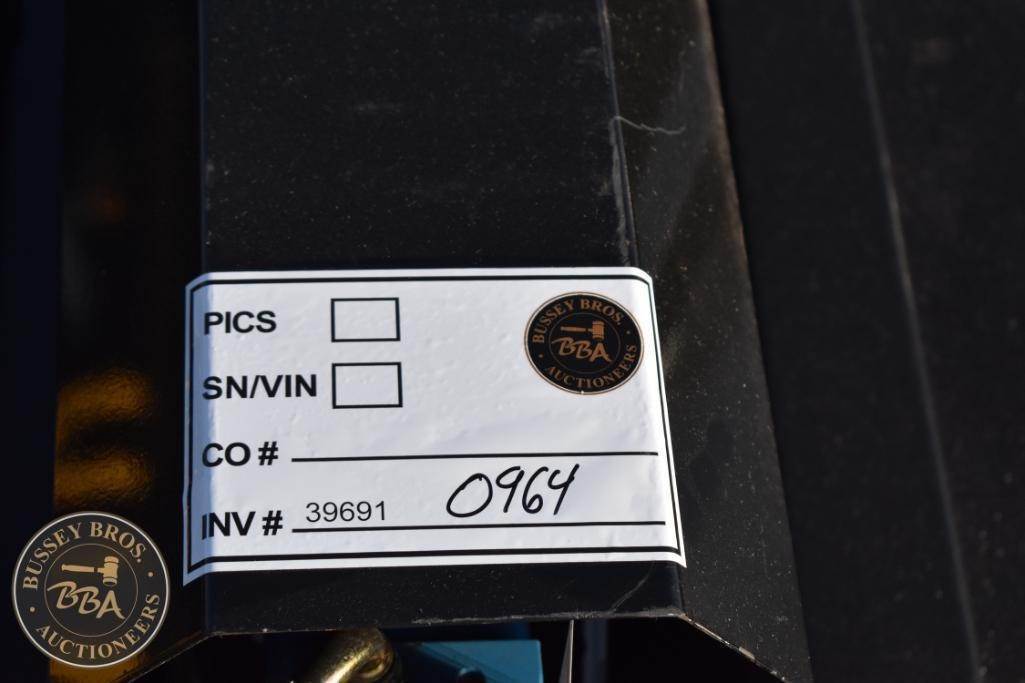 PICS
BUSSEY BROS.
BBA
AUCTIONEERS
SN/VIN
CO #
INV # 39691 0964
BUSSEY BROS.
BBA
AUCTIONEERS